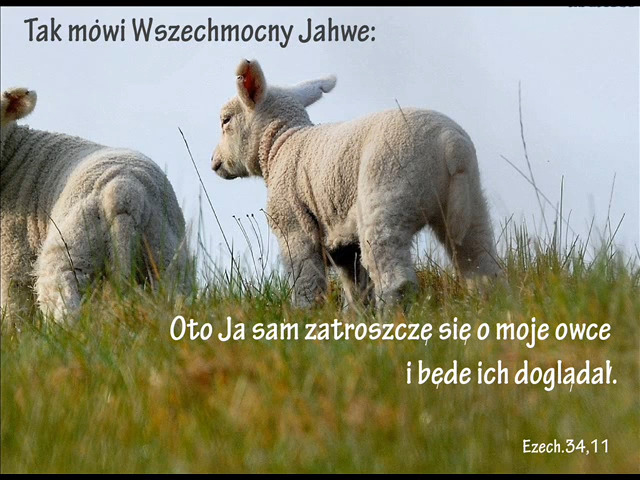 Tak mówi Wszechmocny Jahwe:
Oto Ja sam zatroszczę się o moje owce
i będe ich doglądał.
Ezech.34,11